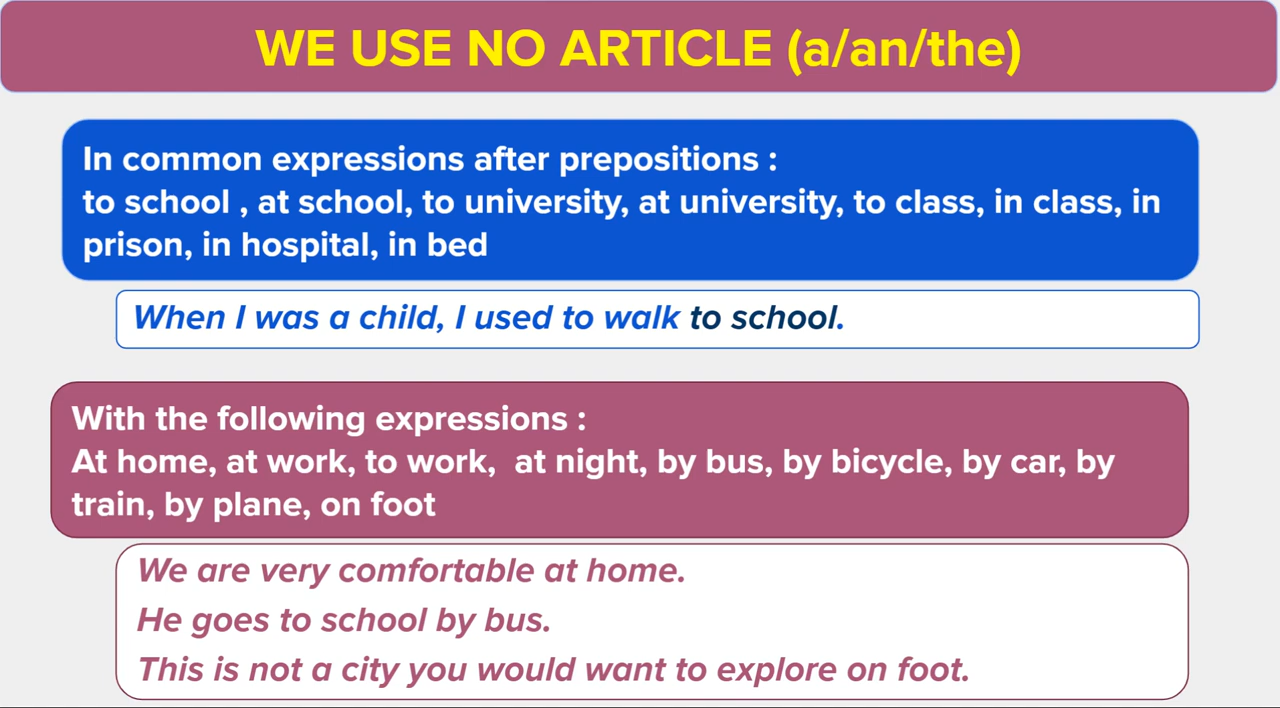 WE USE NO ARTICLE (a/an/the)
In common expressions after prepositions :
to school , at school, to university, at university, to class, in class, in
prison, in hospital, in bed
When I was a child, I used to walk to school.
With the following expressions :
At home, at work, to work,  at night, by bus, by bicycle, by car, by
train, by plane, on foot
We are very comfortable at home.
He goes to school by bus.
This is not a city you would want to explore on foot.